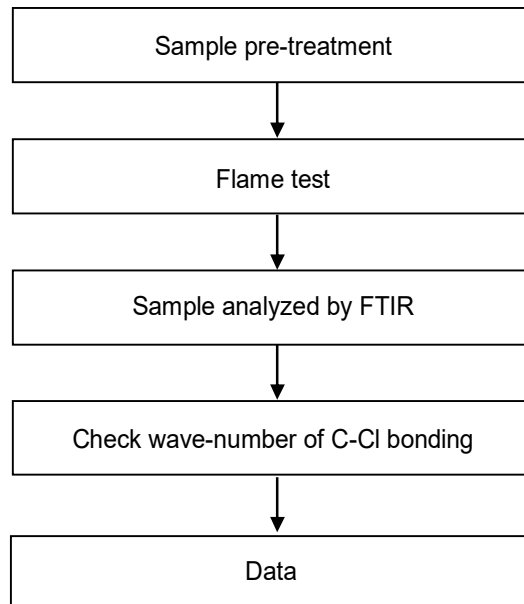 Sample pre-treatment
Flame test
Sample analyzed by FTIR
Check wave-number of C-Cl bonding
Data